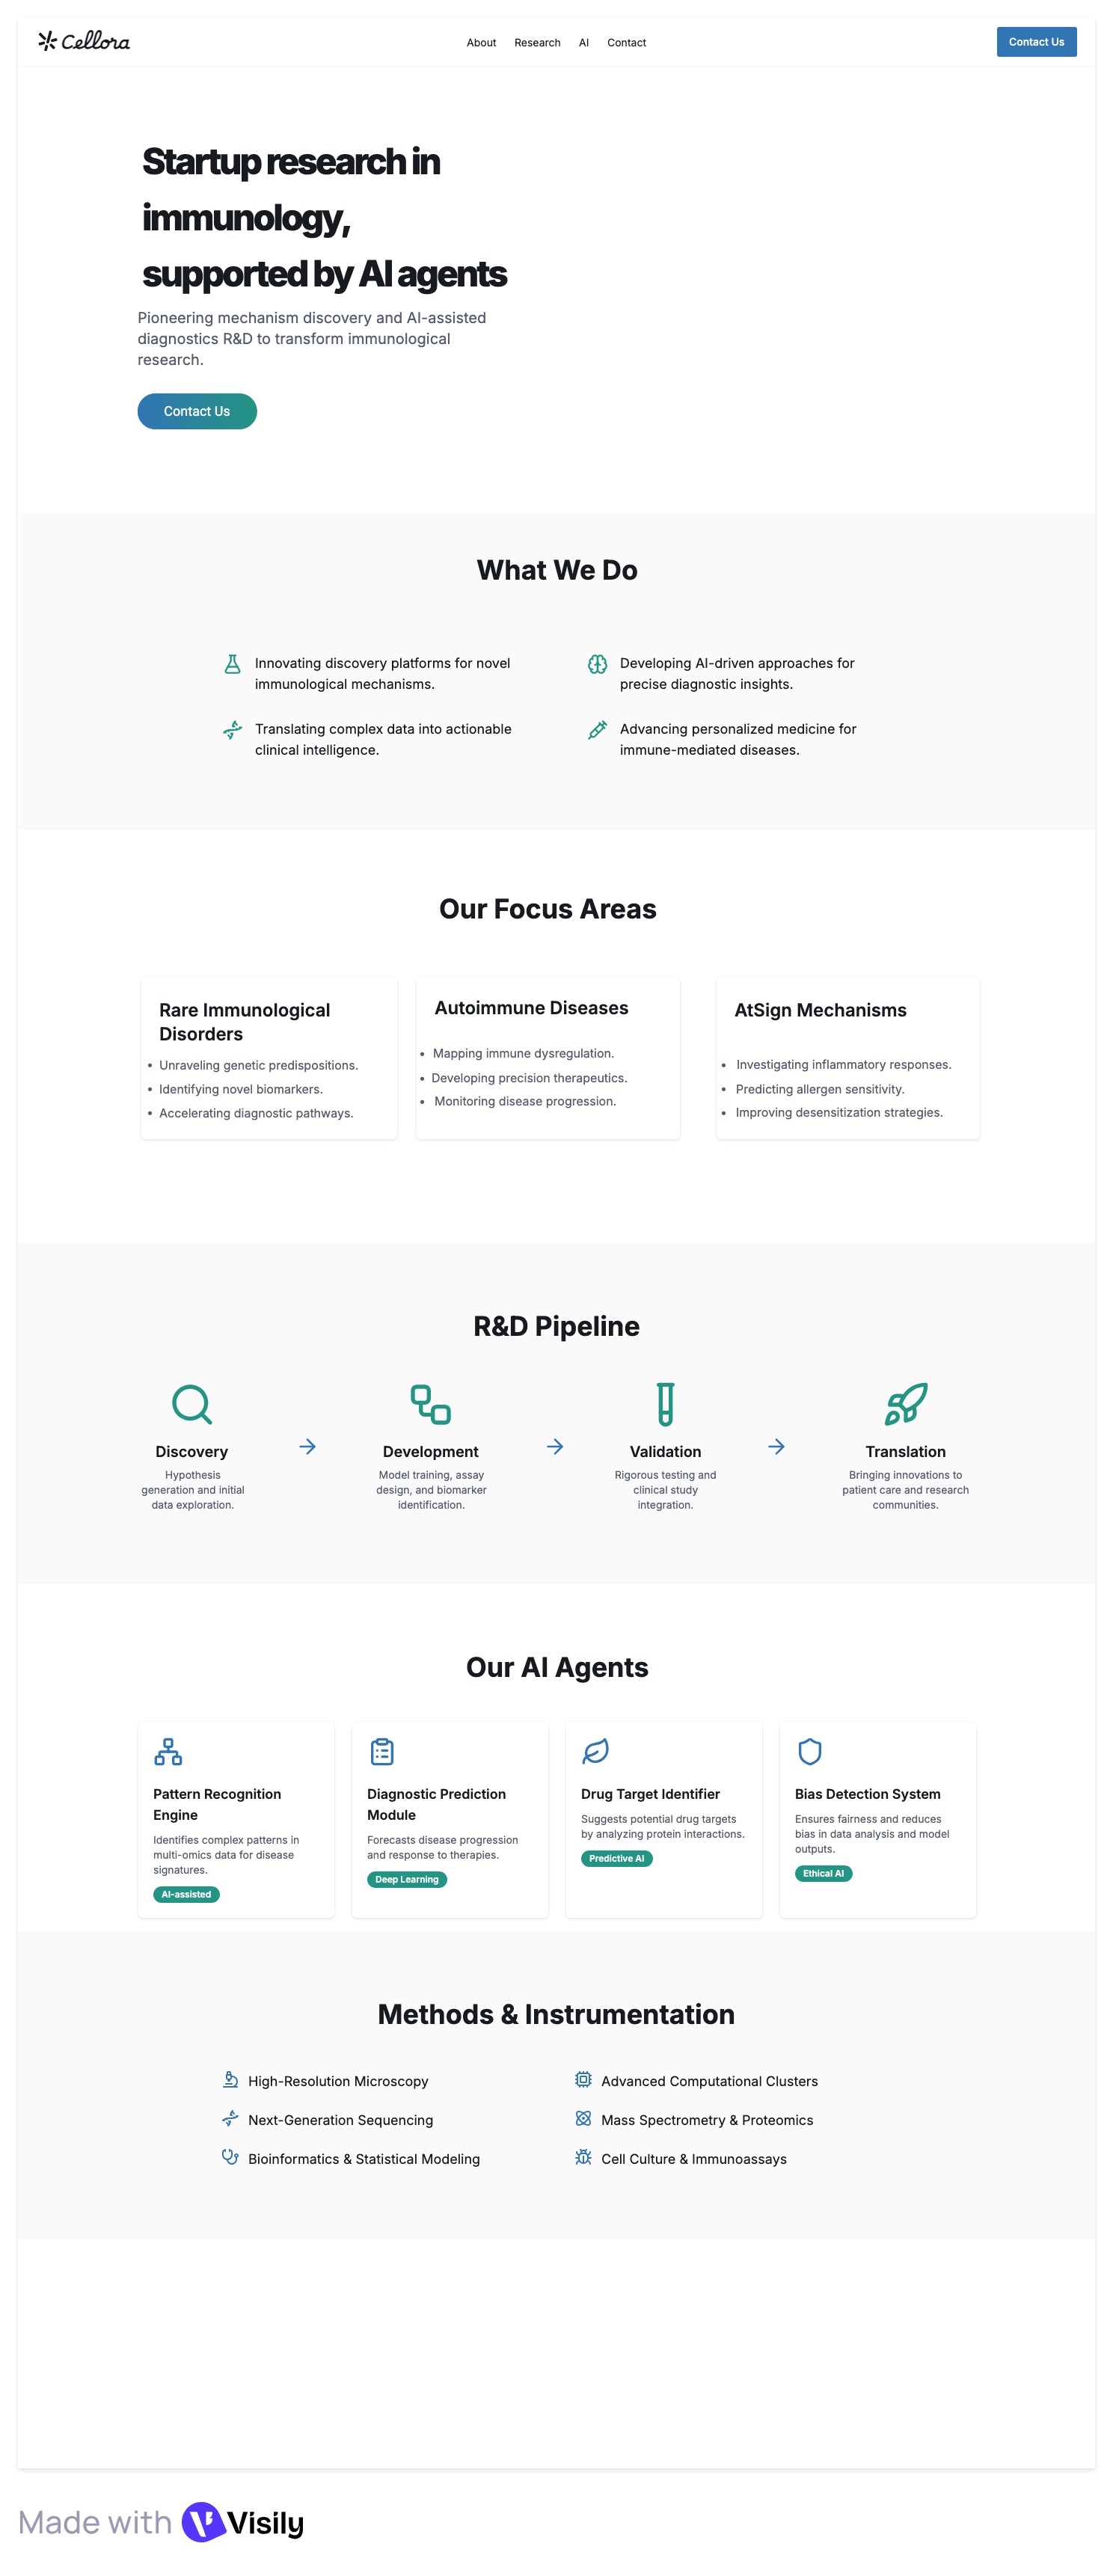 Cellora
About Research AI Contact
Contact Us
Startup research in
immunology,
supported by AI agents
Pioneering mechanism discovery and AI-assisted
diagnostics R&D to transform immunological
research.
Contact Us
What We Do
Innovating discovery platforms for novel
immunological mechanisms.
Developing AI-driven approaches for
precise diagnostic insights.
Translating complex data into actionable
clinical intelligence.
Advancing personalized medicine for
immune-mediated diseases.
Our Focus Areas
Rare Immunological
Disorders
• Unraveling genetic predispositions.
• Identifying novel biomarkers.
• Accelerating diagnostic pathways.
Autoimmune Diseases
• Mapping immune dysregulation.
• Developing precision therapeutics.
• Monitoring disease progression.
AtSign Mechanisms
• Investigating inflammatory responses.
• Predicting allergen sensitivity.
• Improving desensitization strategies.
R&D Pipeline
Discovery
Hypothesis
generation and initial
data exploration.
Development
Model training, assay
design, and biomarker
identification.
Validation
Rigorous testing and
clinical study
integration.
Translation
Bringing innovations to
patient care and research
communities.
Our AI Agents
Pattern Recognition
Engine
Identifies complex patterns in
multi-omics data for disease
signatures.
AI-assisted
Diagnostic Prediction
Module
Forecasts disease progression
and response to therapies.
Deep Learning
Drug Target Identifier
Suggests potential drug targets
by analyzing protein interactions.
Predictive AI
Bias Detection System
Ensures fairness and reduces
bias in data analysis and model
outputs.
Ethical AI
Methods & Instrumentation
High-Resolution Microscopy
Advanced Computational Clusters
Next-Generation Sequencing
Mass Spectrometry & Proteomics
Bioinformatics & Statistical Modeling
Cell Culture & Immunoassays
Made with Visily